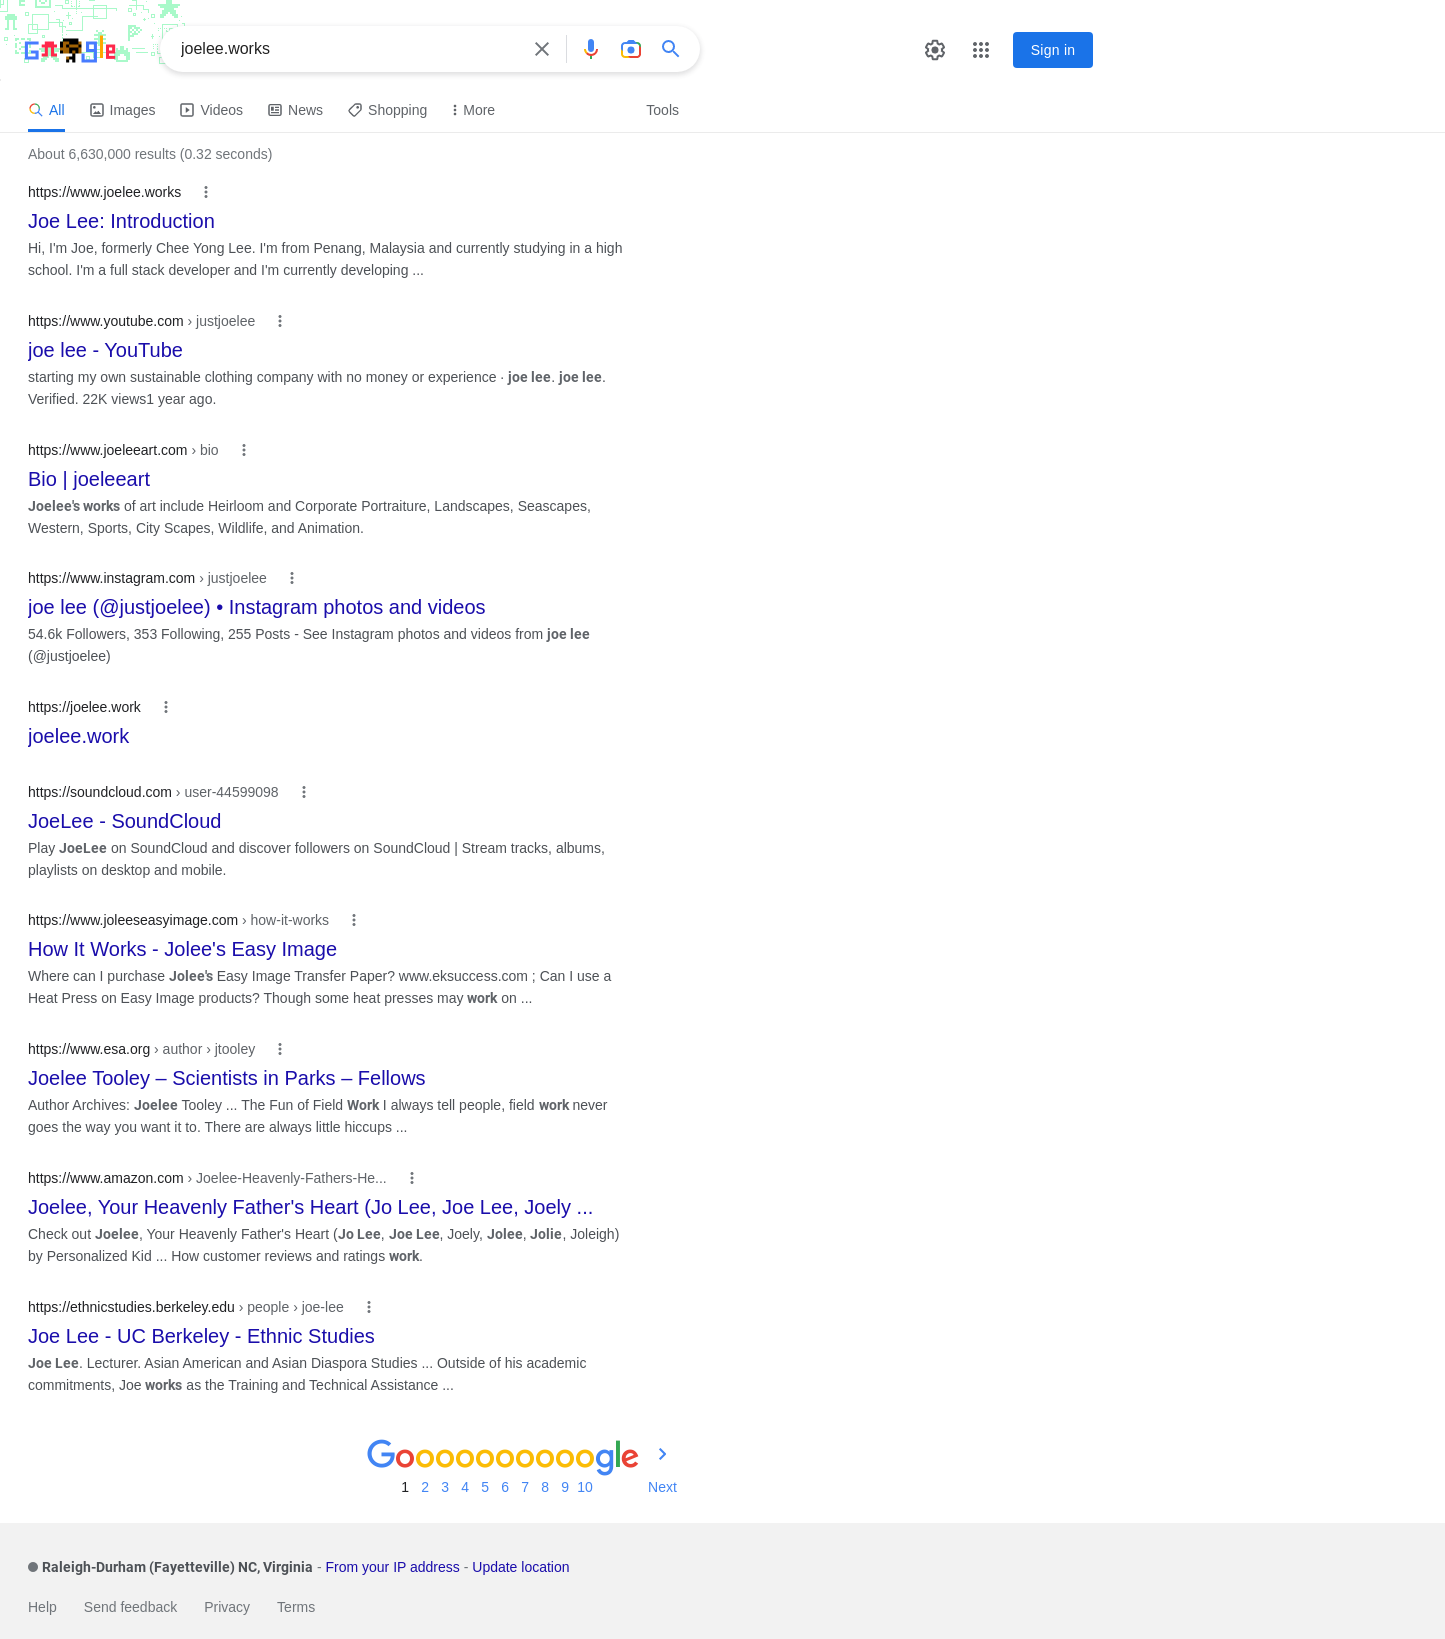 Google
joelee.works
Sign in
All Images Videos News Shopping More Tools
About 6,630,000 results (0.32 seconds)
https://www.joelee.works
Joe Lee: Introduction
Hi, I'm Joe, formerly Chee Yong Lee. I'm from Penang, Malaysia and currently studying in a high
school. I'm a full stack developer and I'm currently developing ...
https://www.youtube.com › justjoelee
joe lee - YouTube
starting my own sustainable clothing company with no money or experience · joe lee. joe lee.
Verified. 22K views1 year ago.
https://www.joeleeart.com › bio
Bio | joeleeart
Joelee's works of art include Heirloom and Corporate Portraiture, Landscapes, Seascapes,
Western, Sports, City Scapes, Wildlife, and Animation.
https://www.instagram.com › justjoelee
joe lee (@justjoelee) • Instagram photos and videos
54.6k Followers, 353 Following, 255 Posts - See Instagram photos and videos from joe lee
(@justjoelee)
https://joelee.work
joelee.work
https://soundcloud.com › user-44599098
JoeLee - SoundCloud
Play JoeLee on SoundCloud and discover followers on SoundCloud | Stream tracks, albums,
playlists on desktop and mobile.
https://www.joleeseasyimage.com › how-it-works
How It Works - Jolee's Easy Image
Where can I purchase Jolee's Easy Image Transfer Paper? www.eksuccess.com ; Can I use a
Heat Press on Easy Image products? Though some heat presses may work on ...
https://www.esa.org › author › jtooley
Joelee Tooley – Scientists in Parks – Fellows
Author Archives: Joelee Tooley ... The Fun of Field Work I always tell people, field work never
goes the way you want it to. There are always little hiccups ...
https://www.amazon.com › Joelee-Heavenly-Fathers-He...
Joelee, Your Heavenly Father's Heart (Jo Lee, Joe Lee, Joely ...
Check out Joelee, Your Heavenly Father's Heart (Jo Lee, Joe Lee, Joely, Jolee, Jolie, Joleigh)
by Personalized Kid ... How customer reviews and ratings work.
https://ethnicstudies.berkeley.edu › people › joe-lee
Joe Lee - UC Berkeley - Ethnic Studies
Joe Lee. Lecturer. Asian American and Asian Diaspora Studies ... Outside of his academic
commitments, Joe works as the Training and Technical Assistance ...
Goooooooooogle
1 2 3 4 5 6 7 8 9 10 Next
Raleigh-Durham (Fayetteville) NC, Virginia - From your IP address - Update location
Help Send feedback Privacy Terms